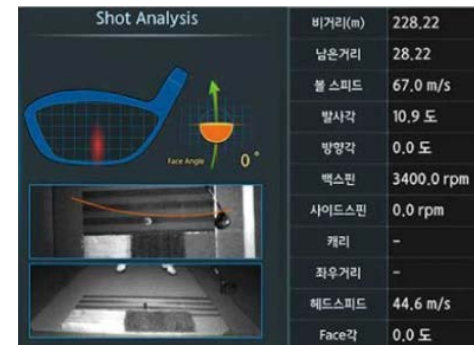 Shot Analysis
Face Angle 0°
비거리(m) 228.22
남은거리 28.22
볼 스피드 67.0 m/s
발사각 10.9 도
방향각 0.0 도
백스핀 3400.0 rpm
사이드스핀 0.0 rpm
캐리 -
좌우거리 -
헤드스피드 44.6 m/s
Face각 0.0 도